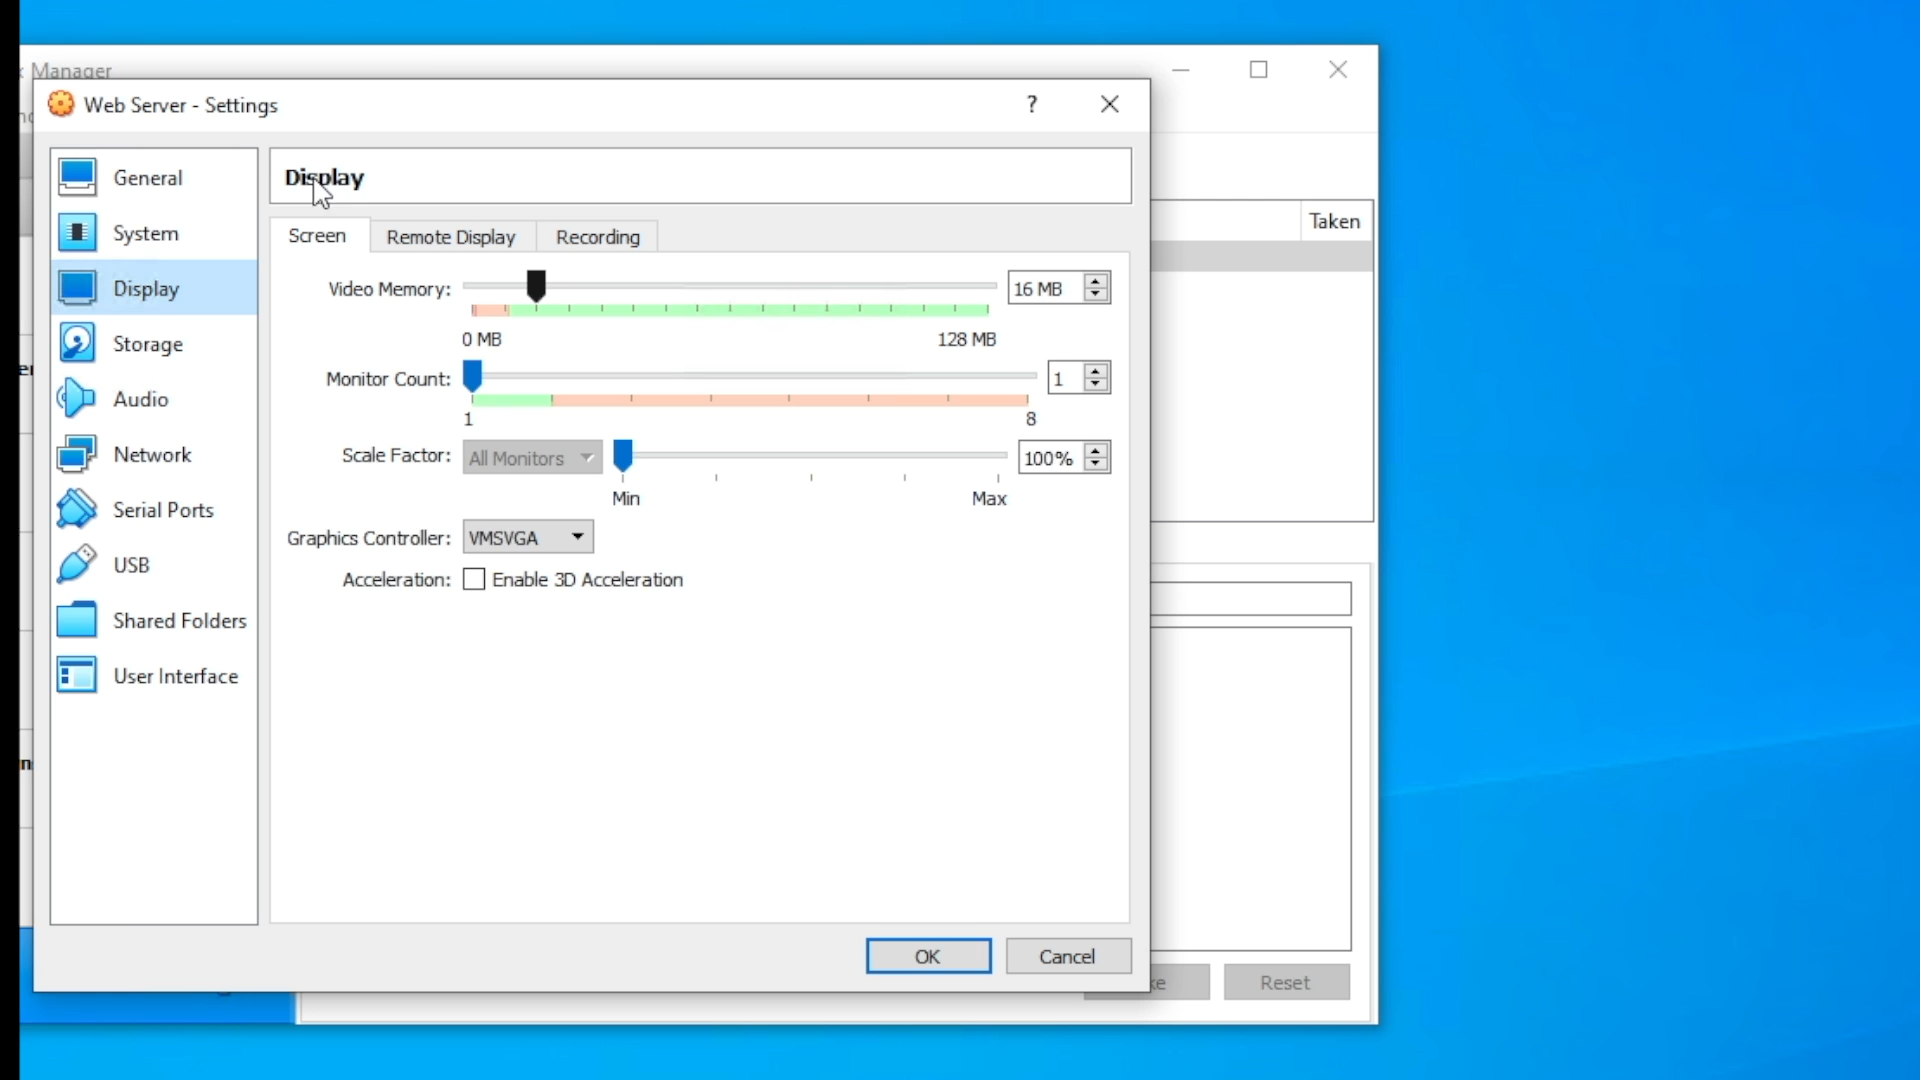 Manager
Web Server - Settings
?
General
System
Display
Storage
Audio
Network
Serial Ports
USB
Shared Folders
User Interface
Display
Screen
Remote Display
Recording
Video Memory:
16 MB
0 MB
128 MB
Monitor Count:
1
1
8
Scale Factor:
All Monitors
100%
Min
Max
Graphics Controller:
VMSVGA
Acceleration:
Enable 3D Acceleration
OK
Cancel
Taken
Reset